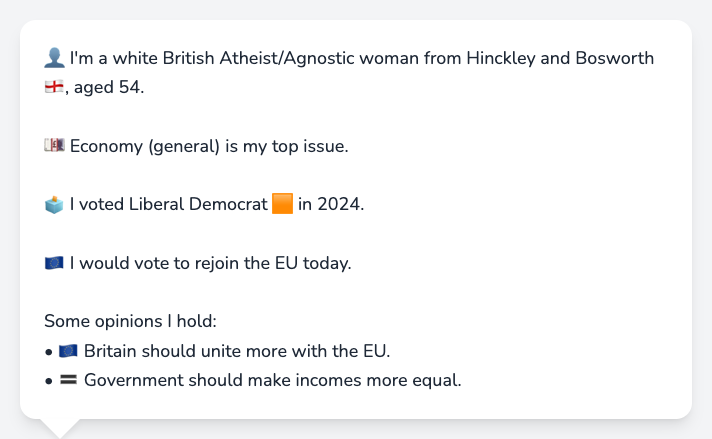 👤 I'm a white British Atheist/Agnostic woman from Hinckley and Bosworth
🏴󠁧󠁢󠁥󠁮󠁧󠁿, aged 54.
💷 Economy (general) is my top issue.
🗳️ I voted Liberal Democrat 🟧 in 2024.
🇪🇺 I would vote to rejoin the EU today.
Some opinions I hold:
• 🇪🇺 Britain should unite more with the EU.
• 🟰 Government should make incomes more equal.